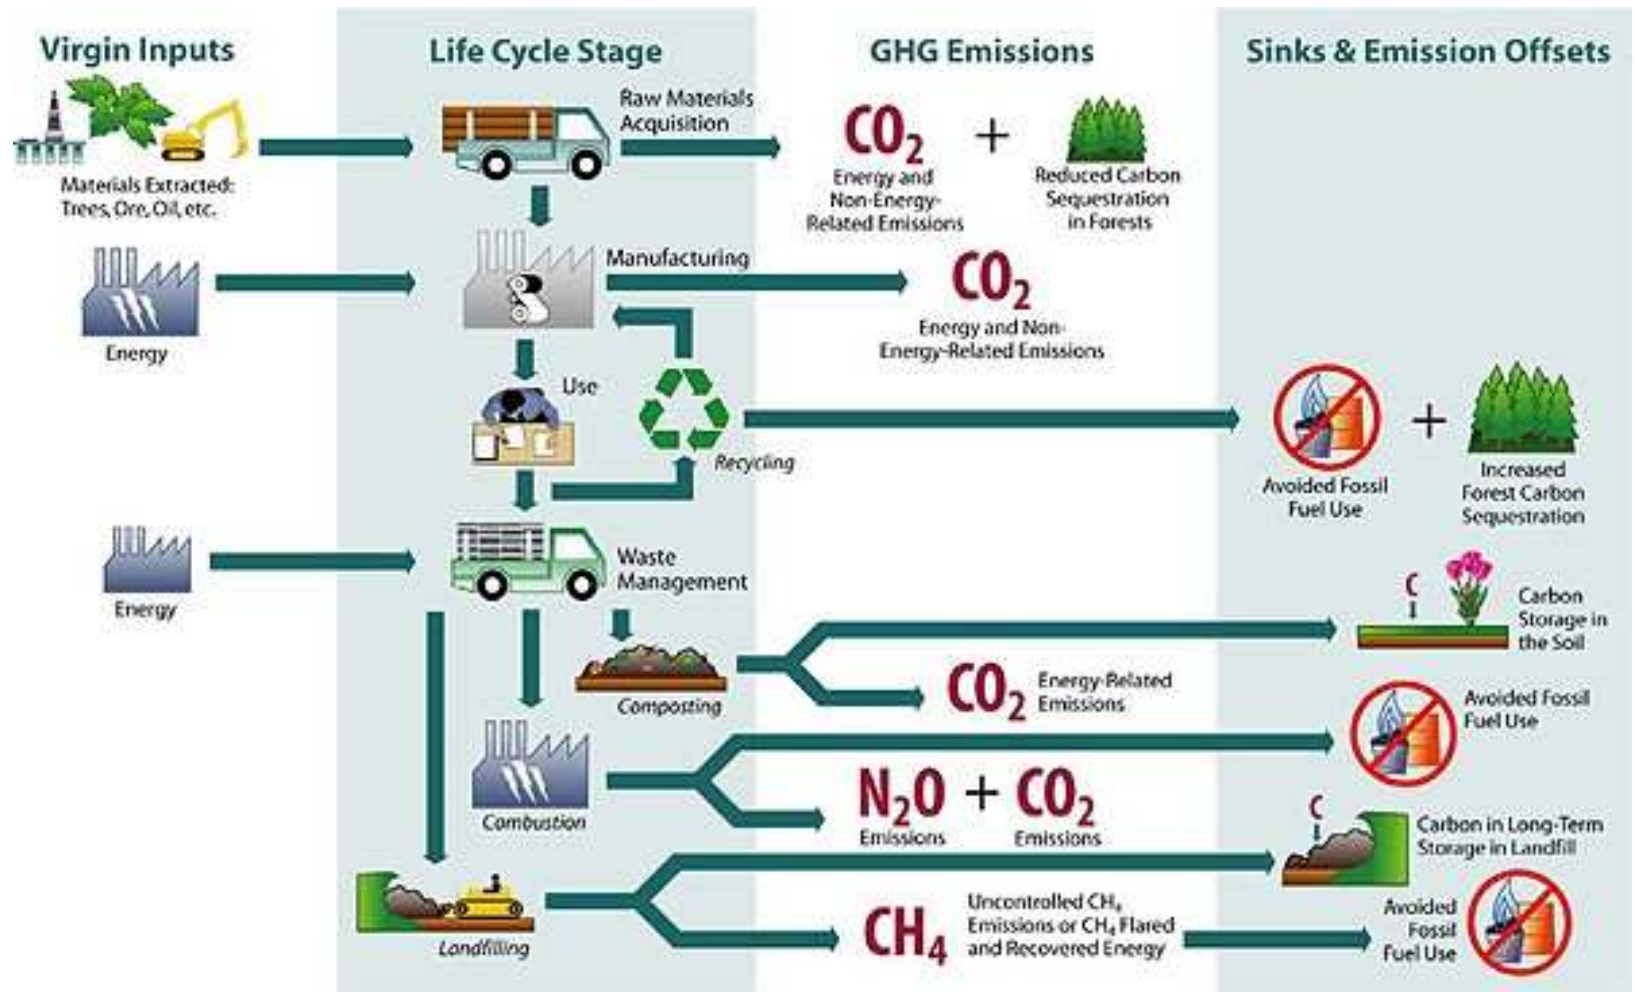 Virgin Inputs
Life Cycle Stage
GHG Emissions
Sinks & Emission Offsets
Materials Extracted:
Trees, Ore, Oil, etc.
Raw Materials
Acquisition
CO₂
Energy and
Non-Energy-
Related Emissions
+
Reduced Carbon
Sequestration
in Forests
Energy
Manufacturing
CO₂
Energy and Non-
Energy-Related Emissions
Use
Recycling
Avoided Fossil
Fuel Use
+
Increased
Forest Carbon
Sequestration
Energy
Waste
Management
Composting
C
Carbon
Storage in
the Soil
CO₂
Energy-Related
Emissions
Combustion
Avoided Fossil
Fuel Use
N₂O + CO₂
Emissions
Emissions
Landfilling
C
Carbon in Long-Term
Storage in Landfill
CH₄
Uncontrolled CH₄
Emissions or CH₄ Flared
and Recovered Energy
Avoided
Fossil
Fuel Use